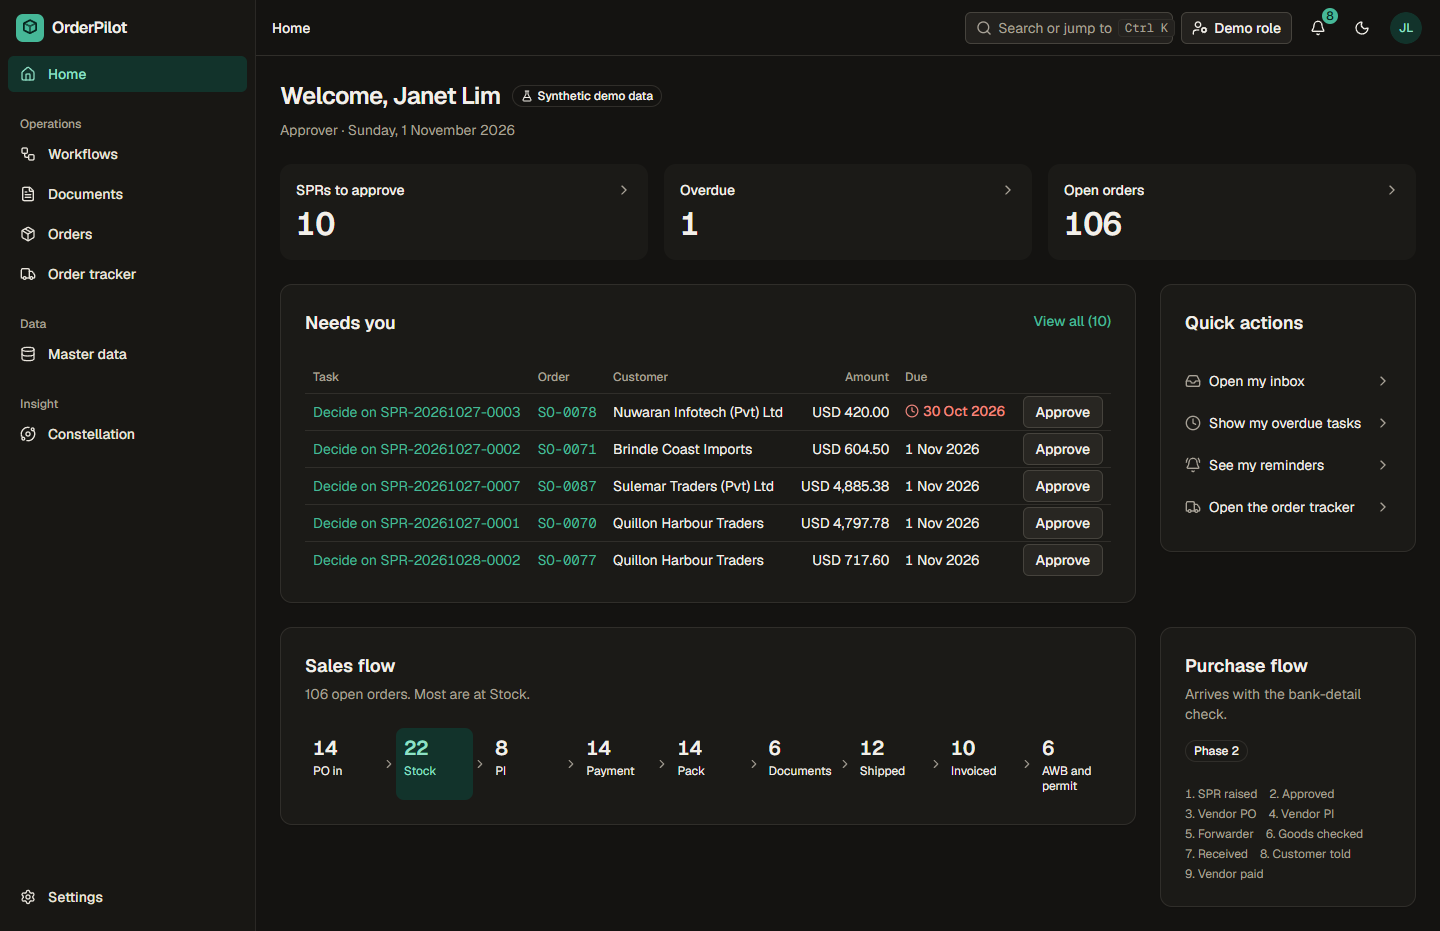 OrderPilot
Home
Search or jump to
Ctrl K
Demo role
8
JL
Home
Operations
Workflows
Documents
Orders
Order tracker
Data
Master data
Insight
Constellation
Settings
Welcome, Janet Lim
Synthetic demo data
Approver · Sunday, 1 November 2026
SPRs to approve
10
Overdue
1
Open orders
106
Needs you
View all (10)
Task Order Customer Amount Due
Decide on SPR-20261027-0003 SO-0078 Nuwaran Infotech (Pvt) Ltd USD 420.00 30 Oct 2026 Approve
Decide on SPR-20261027-0002 SO-0071 Brindle Coast Imports USD 604.50 1 Nov 2026 Approve
Decide on SPR-20261027-0007 SO-0087 Sulemar Traders (Pvt) Ltd USD 4,885.38 1 Nov 2026 Approve
Decide on SPR-20261027-0001 SO-0070 Quillon Harbour Traders USD 4,797.78 1 Nov 2026 Approve
Decide on SPR-20261028-0002 SO-0077 Quillon Harbour Traders USD 717.60 1 Nov 2026 Approve
Quick actions
Open my inbox
Show my overdue tasks
See my reminders
Open the order tracker
Sales flow
106 open orders. Most are at Stock.
14 22 8 14 14 6 12 10 6
PO in Stock PI Payment Pack Documents Shipped Invoiced AWB and
permit
Purchase flow
Arrives with the bank-detail
check.
Phase 2
1. SPR raised 2. Approved
3. Vendor PO 4. Vendor PI
5. Forwarder 6. Goods checked
7. Received 8. Customer told
9. Vendor paid